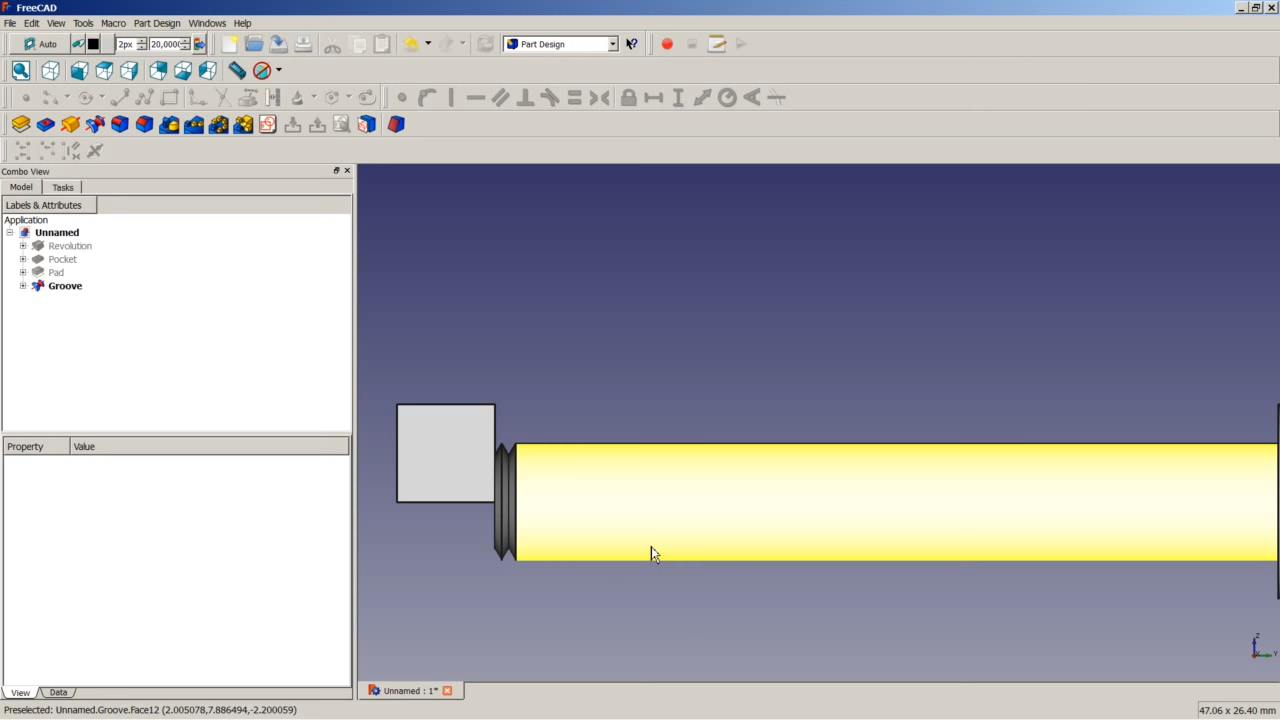 FreeCAD
File Edit View Tools Macro Part Design Windows Help
Auto 2px 20,0000 Part Design
Combo View
Model Tasks
Labels & Attributes
Application
Unnamed
Revolution
Pocket
Pad
Groove
Property Value
Z
Y
View Data
Unnamed : 1*
Preselected: Unnamed.Groove.Face12 (2.005078,7.886494,-2.200059)
47.06 x 26.40 mm